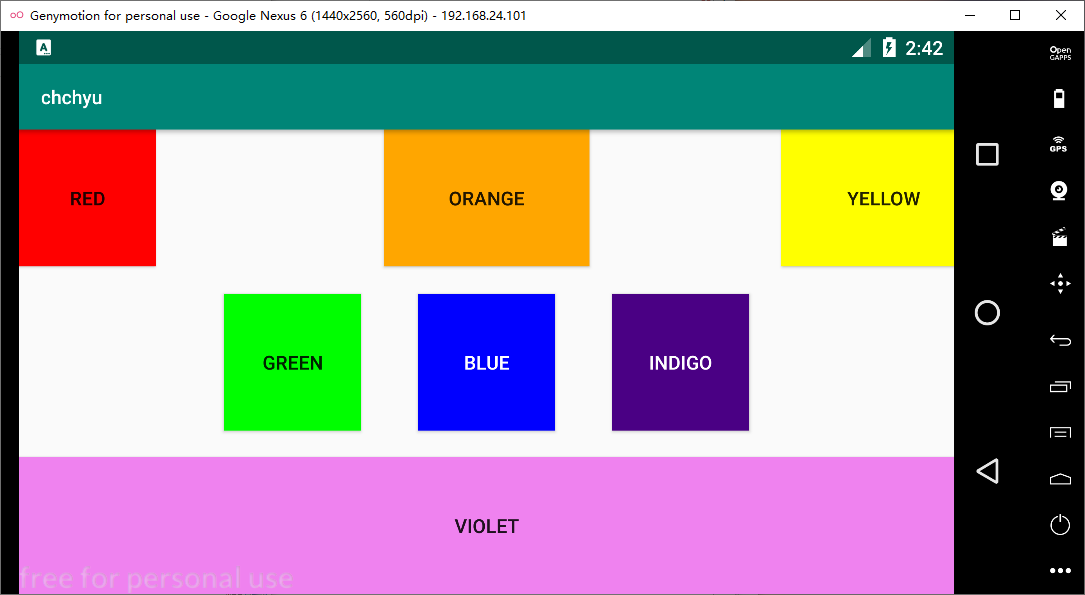 Genymotion for personal use - Google Nexus 6 (1440x2560, 560dpi) - 192.168.24.101
A
2:42
Open
GAPPS
chchyu
GPS
RED
ORANGE
YELLOW
GREEN
BLUE
INDIGO
VIOLET
free for personal use